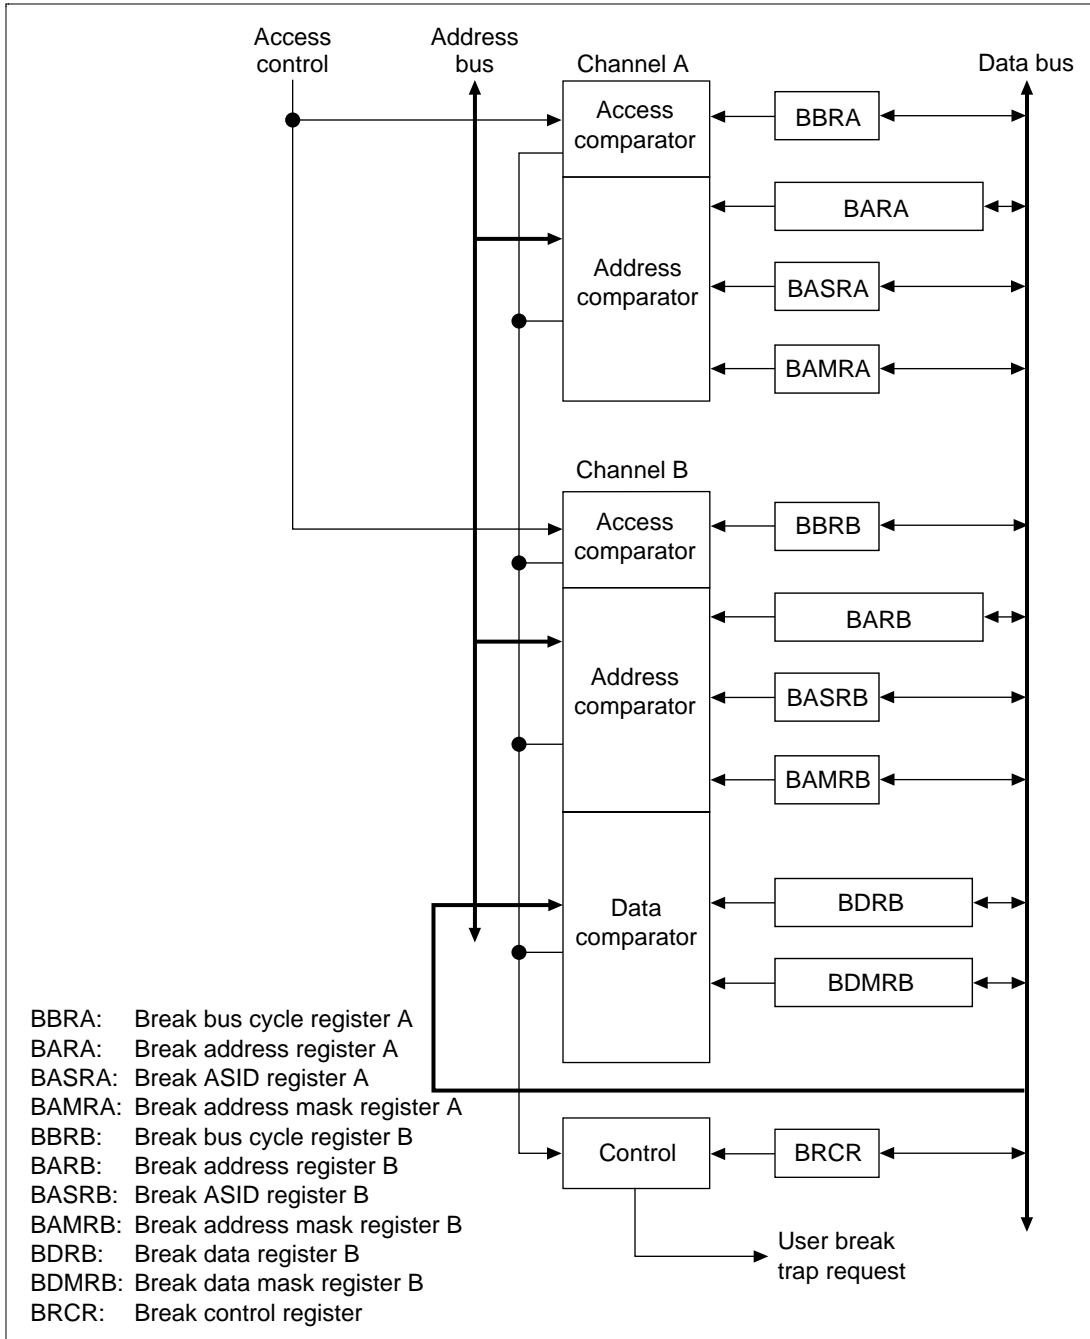 Access
control
Address
bus
Channel A
Data bus
Access
comparator
BBRA
BARA
Address
comparator
BASRA
BAMRA
Channel B
Access
comparator
BBRB
BARB
Address
comparator
BASRB
BAMRB
Data
comparator
BDRB
BDMRB
Control
BRCR
User break
trap request
BBRA: Break bus cycle register A
BARA: Break address register A
BASRA: Break ASID register A
BAMRA: Break address mask register A
BBRB: Break bus cycle register B
BARB: Break address register B
BASRB: Break ASID register B
BAMRB: Break address mask register B
BDRB: Break data register B
BDMRB: Break data mask register B
BRCR: Break control register